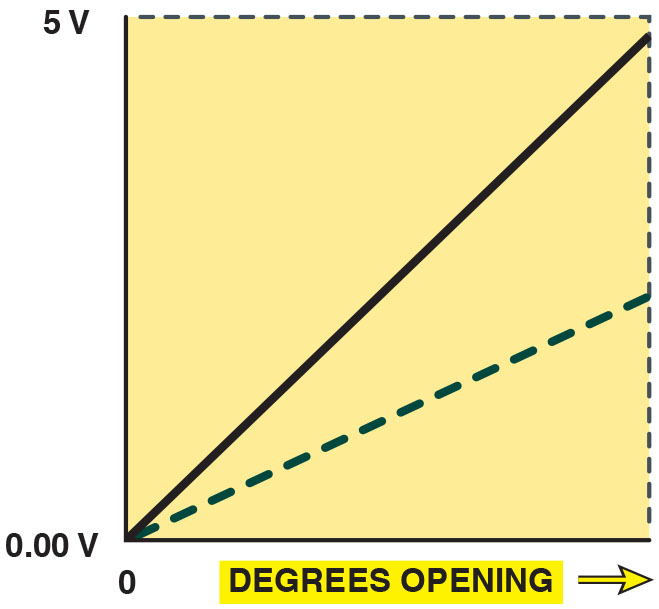 5 V
0.00 V
0
DEGREES OPENING